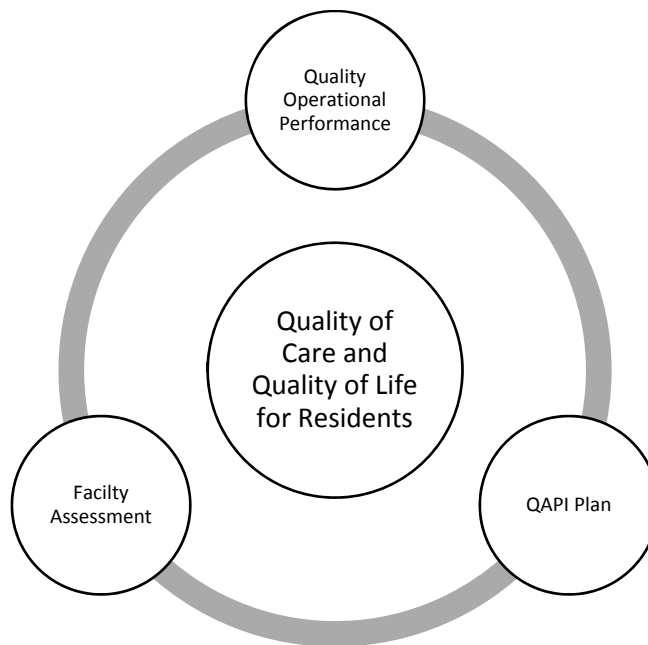 Quality
Operational
Performance
Quality of
Care and
Quality of Life
for Residents
Facilty
Assessment
QAPI Plan